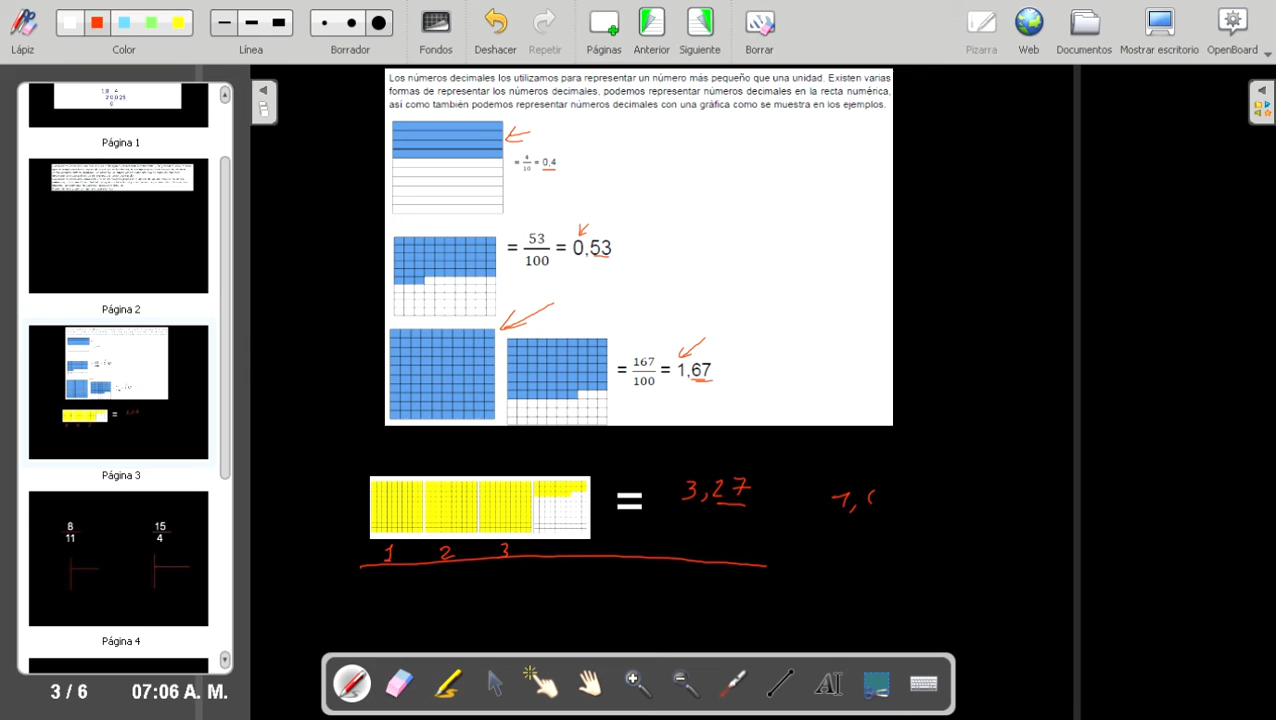 Lápiz Color Línea Borrador Fondos Deshacer Repetir Páginas Anterior Siguiente Borrar Pizarra Web Documentos Mostrar escritorio OpenBoard
Página 1
Página 2
Página 3
8 15
11 4
Página 4
3 / 6 07:06 A. M.
Los números decimales los utilizamos para representar un número más pequeño que una unidad. Existen varias
formas de representar los números decimales, podemos representar números decimales en la recta numérica,
así como también podemos representar números decimales con una gráfica como se muestra en los ejemplos.
= 4/10 = 0,4
= 53/100 = 0,53
= 167/100 = 1,67
= 3,27 1,
1 2 3
AI